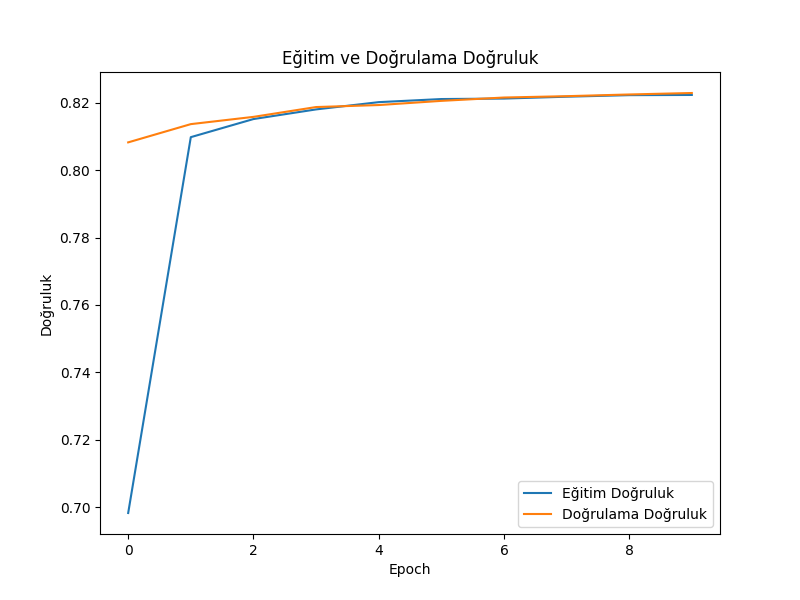 Eğitim ve Doğrulama Doğruluk
0.82
0.80
0.78
0.76
0.74
0.72
0.70
Doğruluk
0
2
4
6
8
Epoch
Eğitim Doğruluk
Doğrulama Doğruluk